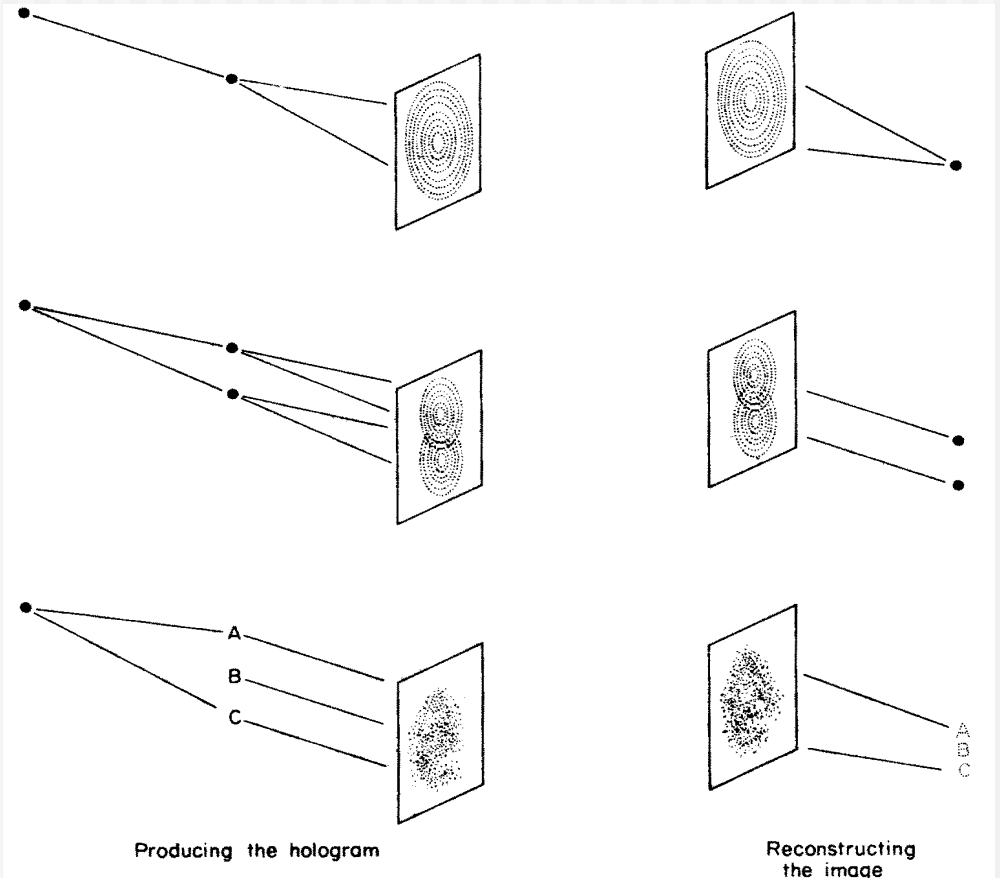 A
B
C
A
B
C
Producing the hologram
Reconstructing
the image